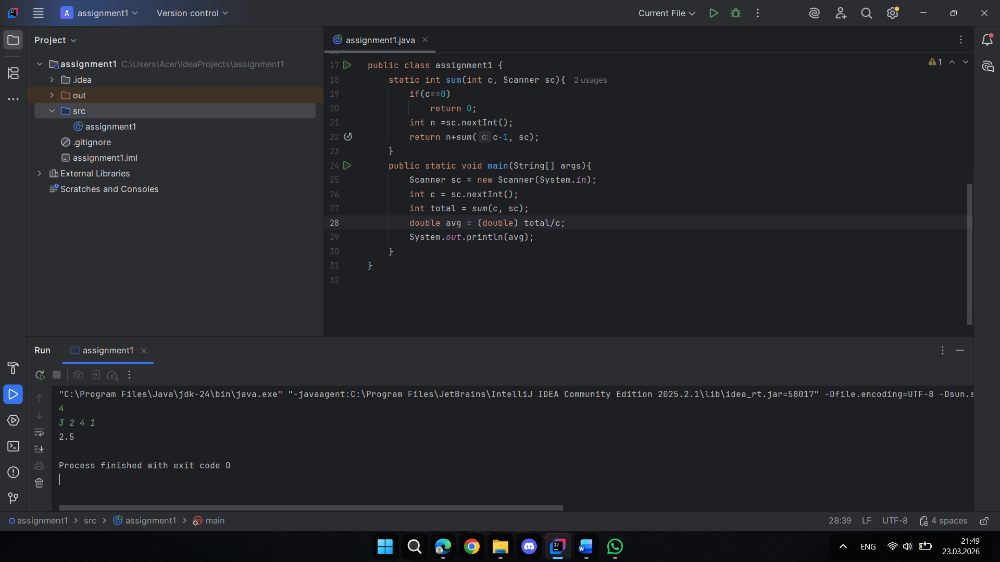 A assignment1 Version control Current File
Project
assignment1 C:\Users\Acer\IdeaProjects\assignment1
.idea
out
src
assignment1
.gitignore
assignment1.iml
External Libraries
Scratches and Consoles
assignment1.java
1
17 public class assignment1 {
18 static int sum(int c, Scanner sc){ 2 usages
19 if(c==0)
20 return 0;
21 int n =sc.nextInt();
22 return n+sum( c: c-1, sc);
23 }
24 public static void main(String[] args){
25 Scanner sc = new Scanner(System.in);
26 int c = sc.nextInt();
27 int total = sum(c, sc);
28 double avg = (double) total/c;
29 System.out.println(avg);
30 }
31 }
32
Run assignment1
"C:\Program Files\Java\jdk-24\bin\java.exe" "-javaagent:C:\Program Files\JetBrains\IntelliJ IDEA Community Edition 2025.2.1\lib\idea_rt.jar=58017" -Dfile.encoding=UTF-8 -Dsun.s
4
3 2 4 1
2.5
Process finished with exit code 0
assignment1 > src > assignment1 > main 28:39 LF UTF-8 4 spaces
ENG 21:49
23.03.2026